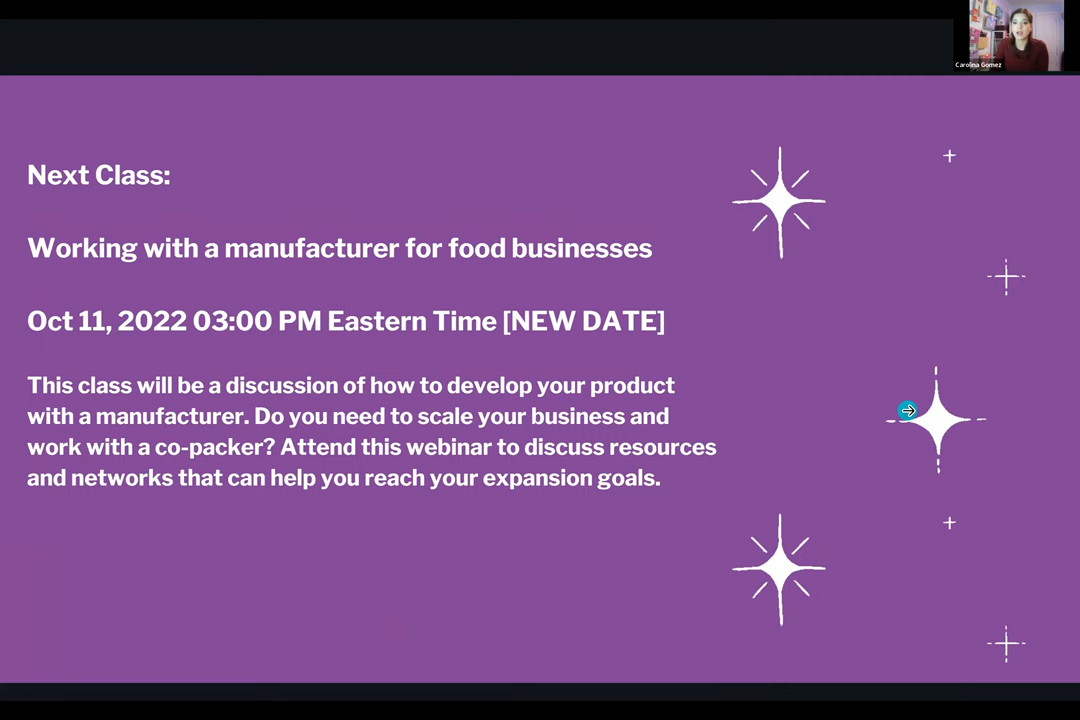 Carolina Gomez
Next Class:
Working with a manufacturer for food businesses
Oct 11, 2022 03:00 PM Eastern Time [NEW DATE]
This class will be a discussion of how to develop your product
with a manufacturer. Do you need to scale your business and
work with a co-packer? Attend this webinar to discuss resources
and networks that can help you reach your expansion goals.